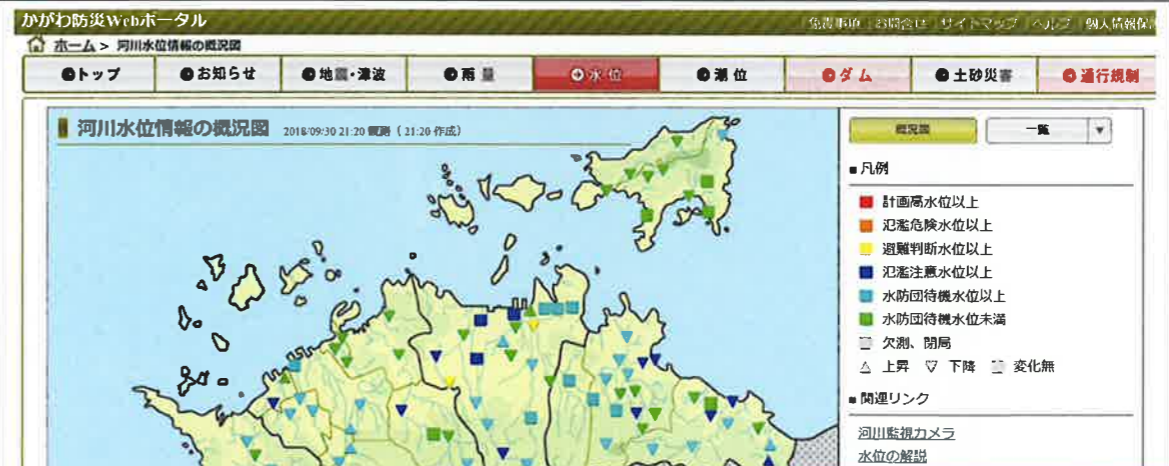 かがわ防災Webポータル
免責事項 お問合せ サイトマップ ヘルプ 個人情報保
ホーム > 河川水位情報の概況図
トップ お知らせ 地震・津波 雨量 水位 潮位 ダム 土砂災害 通行規制
河川水位情報の概況図 2018/09/30 21:20 観測 ( 21:20 作成)
概況図 一覧
凡例
計画高水位以上
氾濫危険水位以上
避難判断水位以上
氾濫注意水位以上
水防団待機水位以上
水防団待機水位未満
欠測、閉局
上昇 下降 変化無
関連リンク
河川監視カメラ
水位の解説